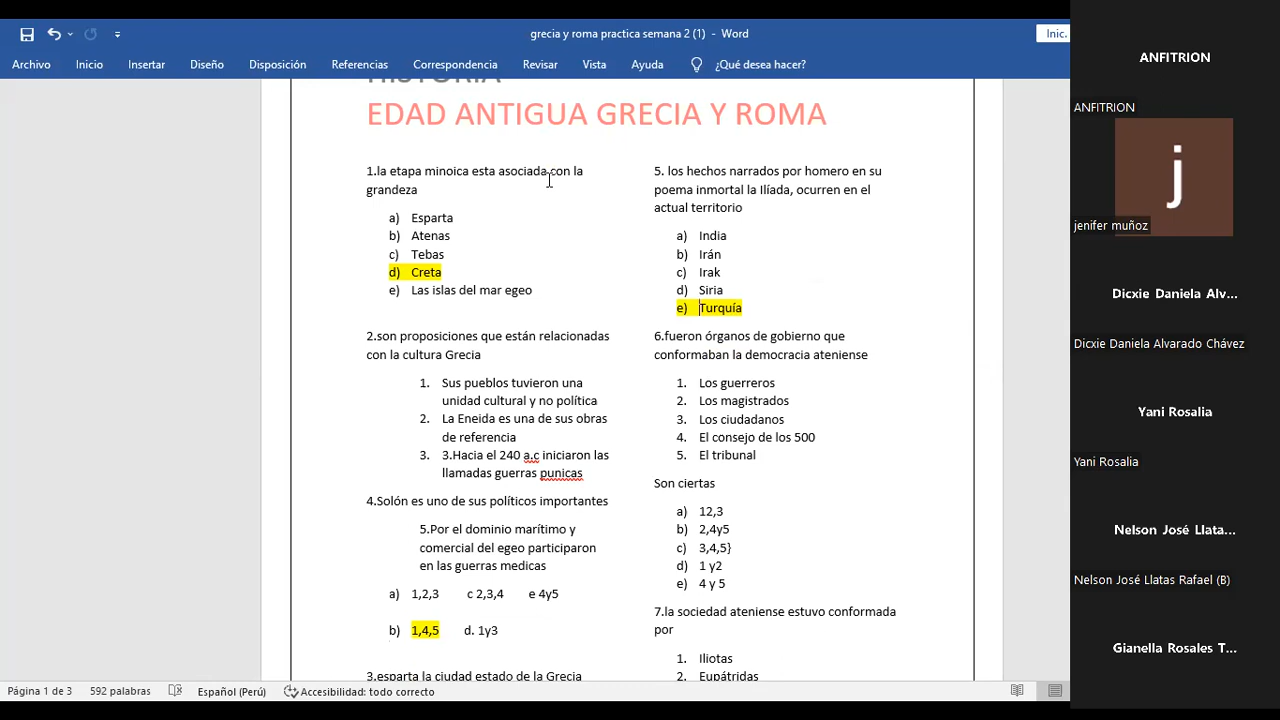 grecia y roma practica semana 2 (1) - Word
Inic.
Archivo Inicio Insertar Diseño Disposición Referencias Correspondencia Revisar Vista Ayuda ¿Qué desea hacer?
HISTORIA
EDAD ANTIGUA GRECIA Y ROMA
1.la etapa minoica esta asociada con la
grandeza
a) Esparta
b) Atenas
c) Tebas
d) Creta
e) Las islas del mar egeo
2.son proposiciones que están relacionadas
con la cultura Grecia
1. Sus pueblos tuvieron una
unidad cultural y no política
2. La Eneida es una de sus obras
de referencia
3. 3.Hacia el 240 a.c iniciaron las
llamadas guerras punicas
4.Solón es uno de sus políticos importantes
5.Por el dominio marítimo y
comercial del egeo participaron
en las guerras medicas
a) 1,2,3 c 2,3,4 e 4y5
b) 1,4,5 d. 1y3
3.esparta la ciudad estado de la Grecia
5. los hechos narrados por homero en su
poema inmortal la Ilíada, ocurren en el
actual territorio
a) India
b) Irán
c) Irak
d) Siria
e) Turquía
6.fueron órganos de gobierno que
conformaban la democracia ateniense
1. Los guerreros
2. Los magistrados
3. Los ciudadanos
4. El consejo de los 500
5. El tribunal
Son ciertas
a) 12,3
b) 2,4y5
c) 3,4,5}
d) 1 y2
e) 4 y 5
7.la sociedad ateniense estuvo conformada
por
1. Iliotas
2. Eupátridas
Página 1 de 3 592 palabras Español (Perú) Accesibilidad: todo correcto
ANFITRION
ANFITRION
j
jenifer muñoz
Dicxie Daniela Alv...
Dicxie Daniela Alvarado Chávez
Yani Rosalia
Yani Rosalia
Nelson José Llata...
Nelson José Llatas Rafael (B)
Gianella Rosales T...